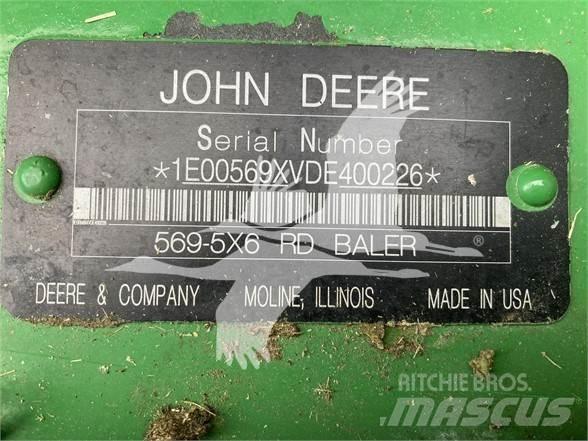 JOHN DEERE
Serial Number
*1E00569XVDE400226*
569-5X6 RD BALER ®
DEERE & COMPANY MOLINE, ILLINOIS MADE IN USA
RITCHIE BROS.
MASCUS